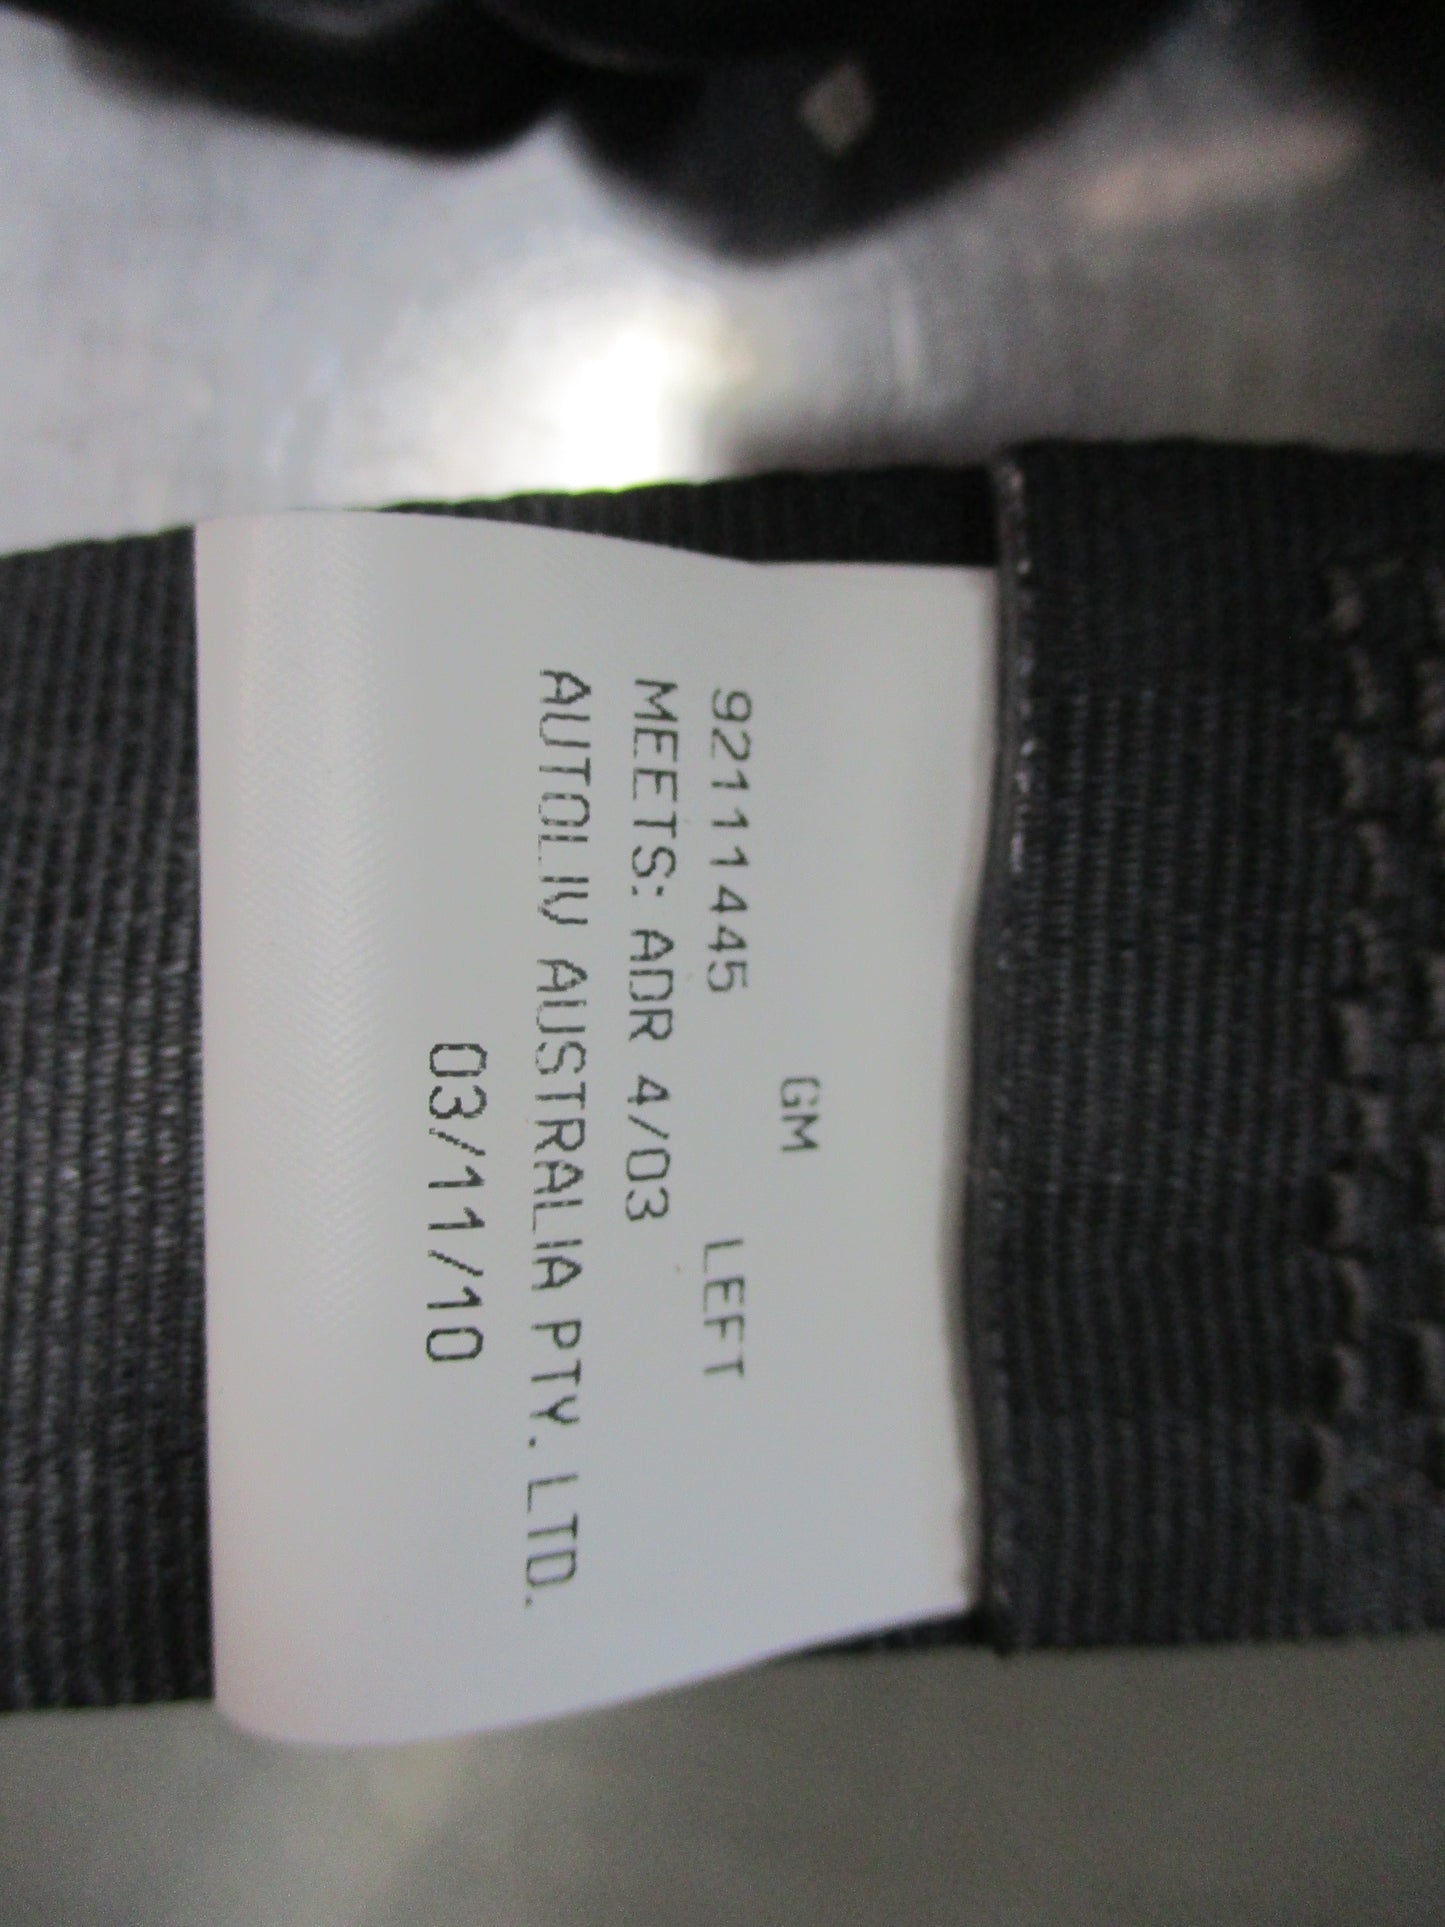 GM
92111445 LEFT
MEETS: ADR 4/03
AUTOLIV AUSTRALIA PTY. LTD.
03/11/10